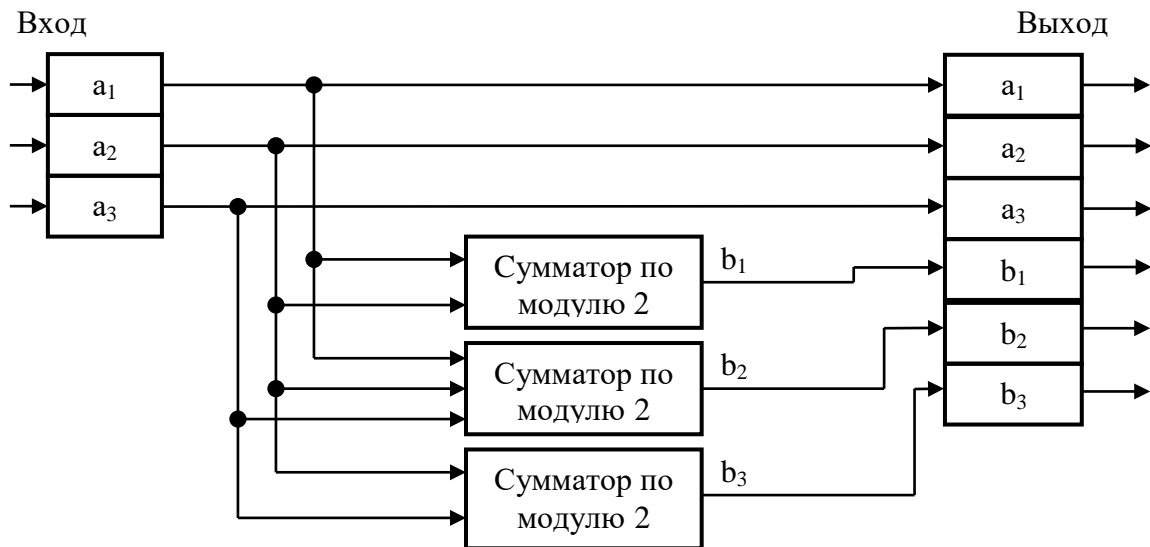 Вход
Выход
a1
a2
a3
a1
a2
a3
b1
b2
b3
Сумматор по
модулю 2
b1
Сумматор по
модулю 2
b2
Сумматор по
модулю 2
b3